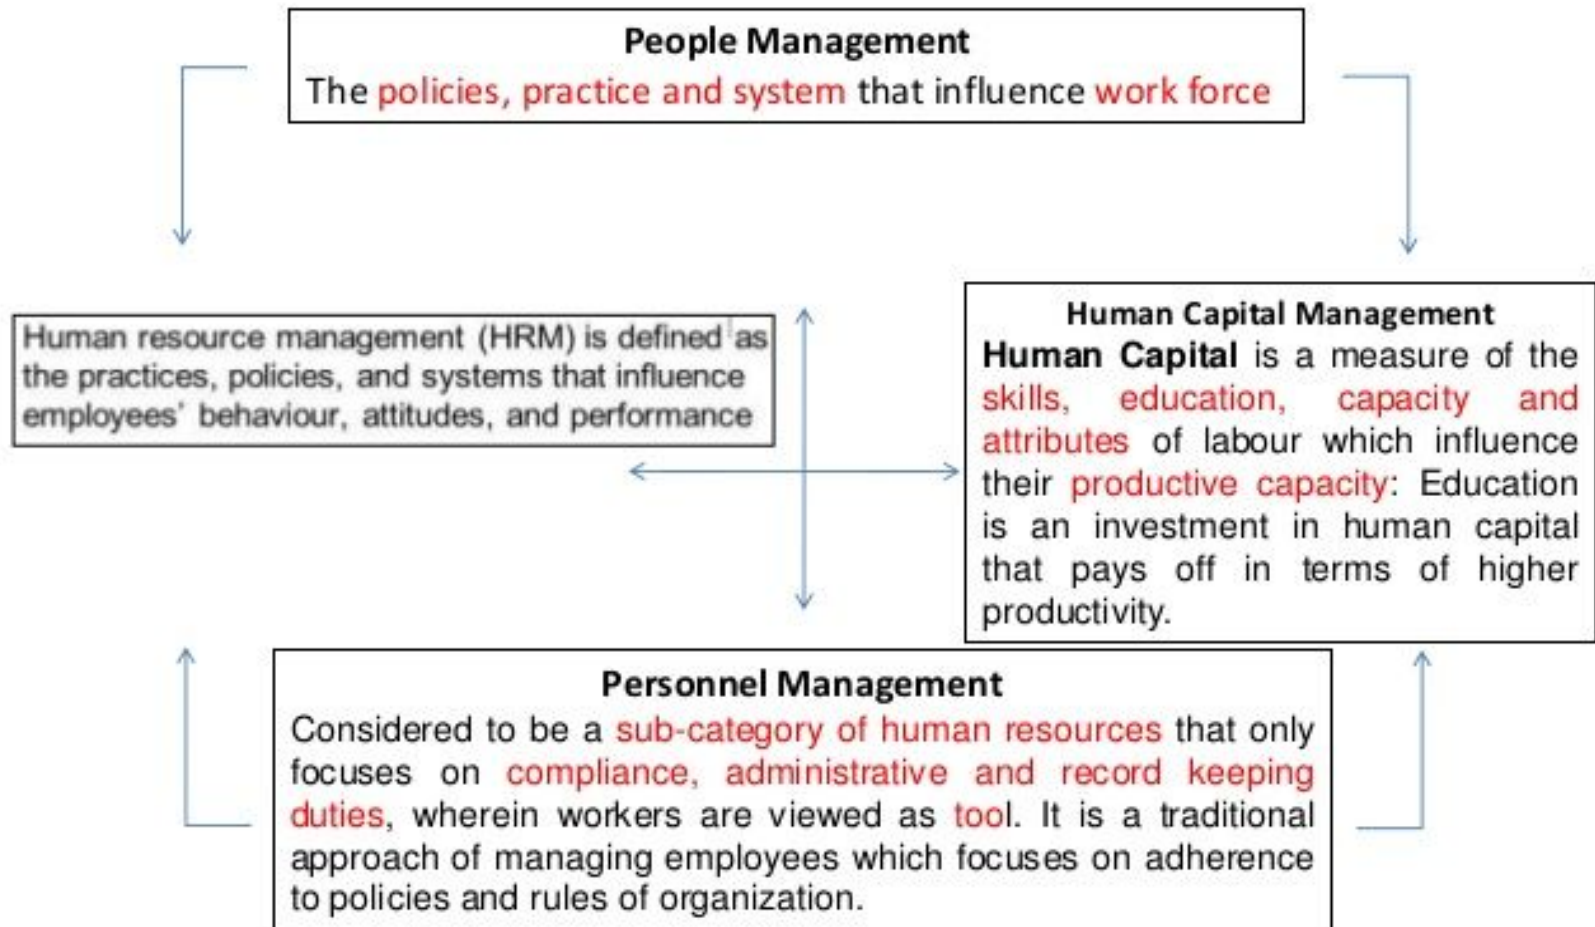 People Management
The policies, practice and system that influence work force
Human resource management (HRM) is defined as
the practices, policies, and systems that influence
employees' behaviour, attitudes, and performance
Human Capital Management
Human Capital is a measure of the
skills, education, capacity and
attributes of labour which influence
their productive capacity: Education
is an investment in human capital
that pays off in terms of higher
productivity.
Personnel Management
Considered to be a sub-category of human resources that only
focuses on compliance, administrative and record keeping
duties, wherein workers are viewed as tool. It is a traditional
approach of managing employees which focuses on adherence
to policies and rules of organization.